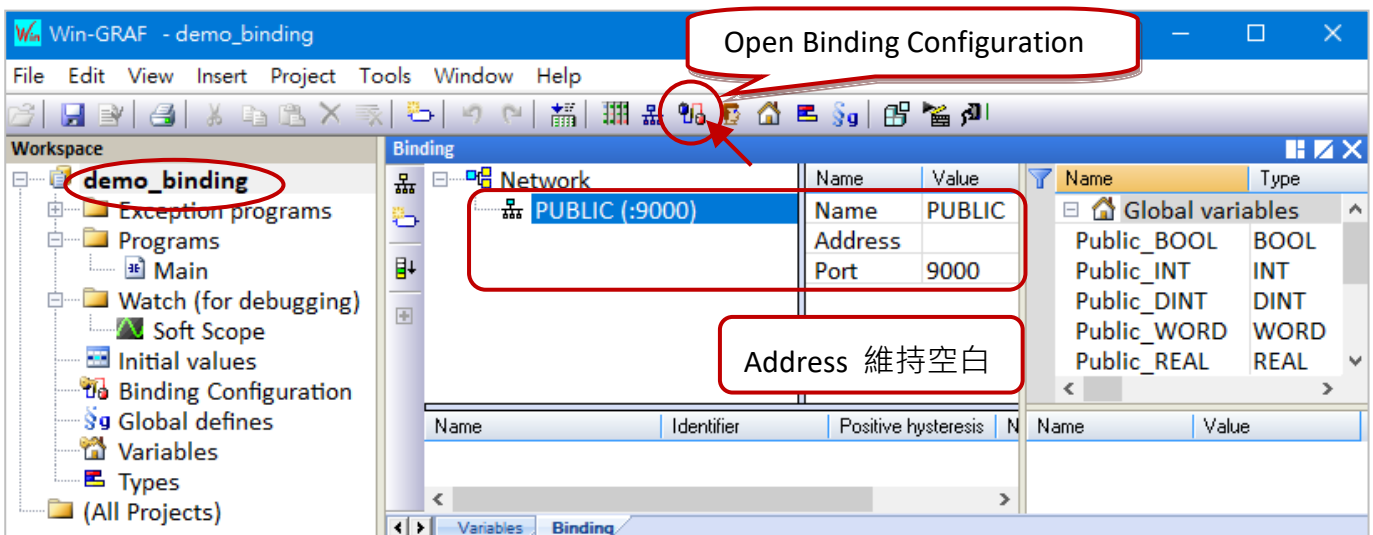 Win-GRAF - demo_binding
Open Binding Configuration
File Edit View Insert Project Tools Window Help
Workspace
demo_binding
Exception programs
Programs
Main
Watch (for debugging)
Soft Scope
Initial values
Binding Configuration
Global defines
Variables
Types
(All Projects)
Binding
Network
PUBLIC (:9000)
Name Value
Name PUBLIC
Address
Port 9000
Address 維持空白
Name Type
Global variables
Public_BOOL BOOL
Public_INT INT
Public_DINT DINT
Public_WORD WORD
Public_REAL REAL
Name Identifier Positive hysteresis N
Name Value
Variables Binding